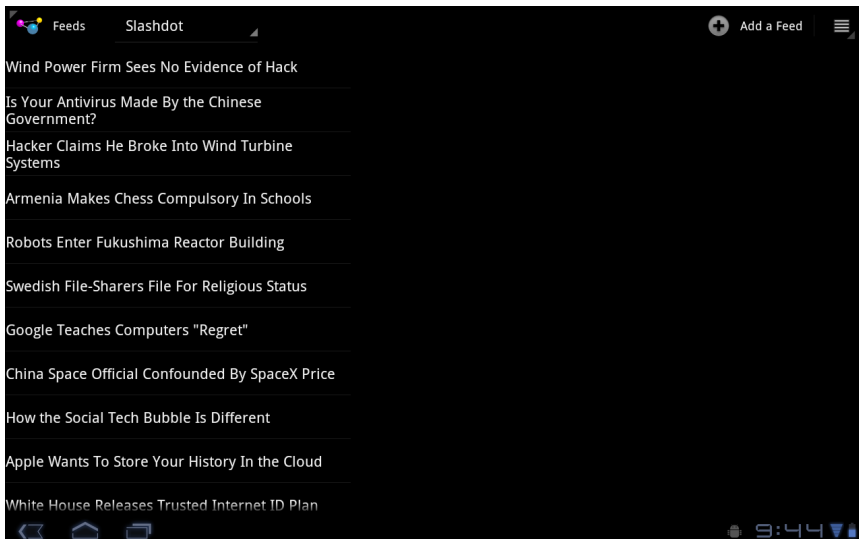 Feeds
Slashdot
Add a Feed
Wind Power Firm Sees No Evidence of Hack
Is Your Antivirus Made By the Chinese
Government?
Hacker Claims He Broke Into Wind Turbine
Systems
Armenia Makes Chess Compulsory In Schools
Robots Enter Fukushima Reactor Building
Swedish File-Sharers File For Religious Status
Google Teaches Computers "Regret"
China Space Official Confounded By SpaceX Price
How the Social Tech Bubble Is Different
Apple Wants To Store Your History In the Cloud
White House Releases Trusted Internet ID Plan
9:44